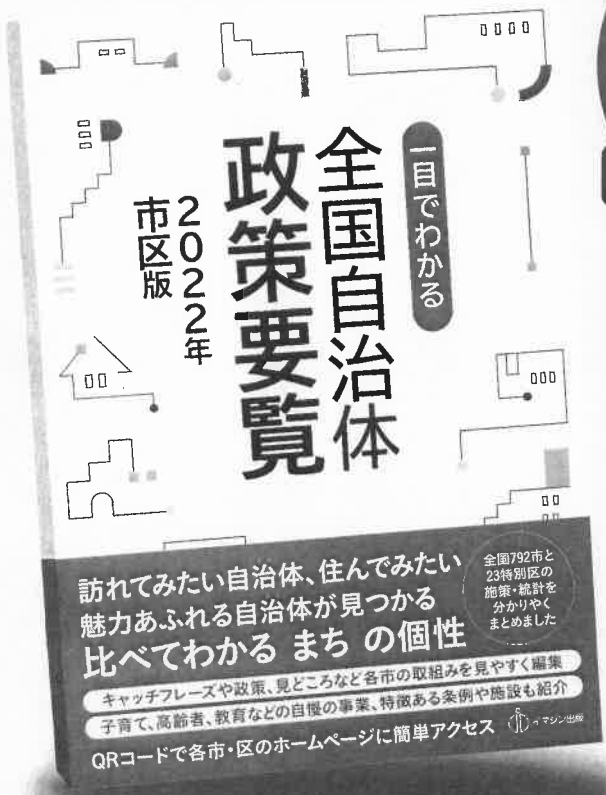 一目でわかる
全国自治体
政策要覧
2022年
市区版
訪れてみたい自治体、住んでみたい
魅力あふれる自治体が見つかる
比べてわかる まち の個性
全国792市と
23特別区の
施策・統計を
分かりやく
まとめました
キャッチフレーズや政策、見どころなど各市の取組みを見やすく編集
子育て、高齢者、教育などの自慢の事業、特徴ある条例や施設も紹介
QRコードで各市・区のホームページに簡単アクセス
イマジン出版